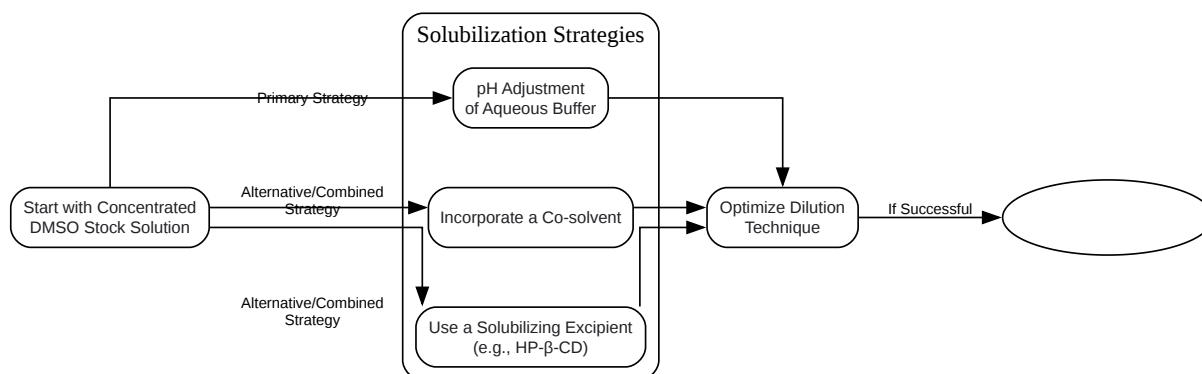 Solubilization Strategies
Primary Strategy
pH Adjustment
of Aqueous Buffer
Start with Concentrated
DMSO Stock Solution
Alternative/Combined
Strategy
Incorporate a Co-solvent
Optimize Dilution
Technique
If Successful
Alternative/Combined
Strategy
Use a Solubilizing Excipient
(e.g., HP-β-CD)